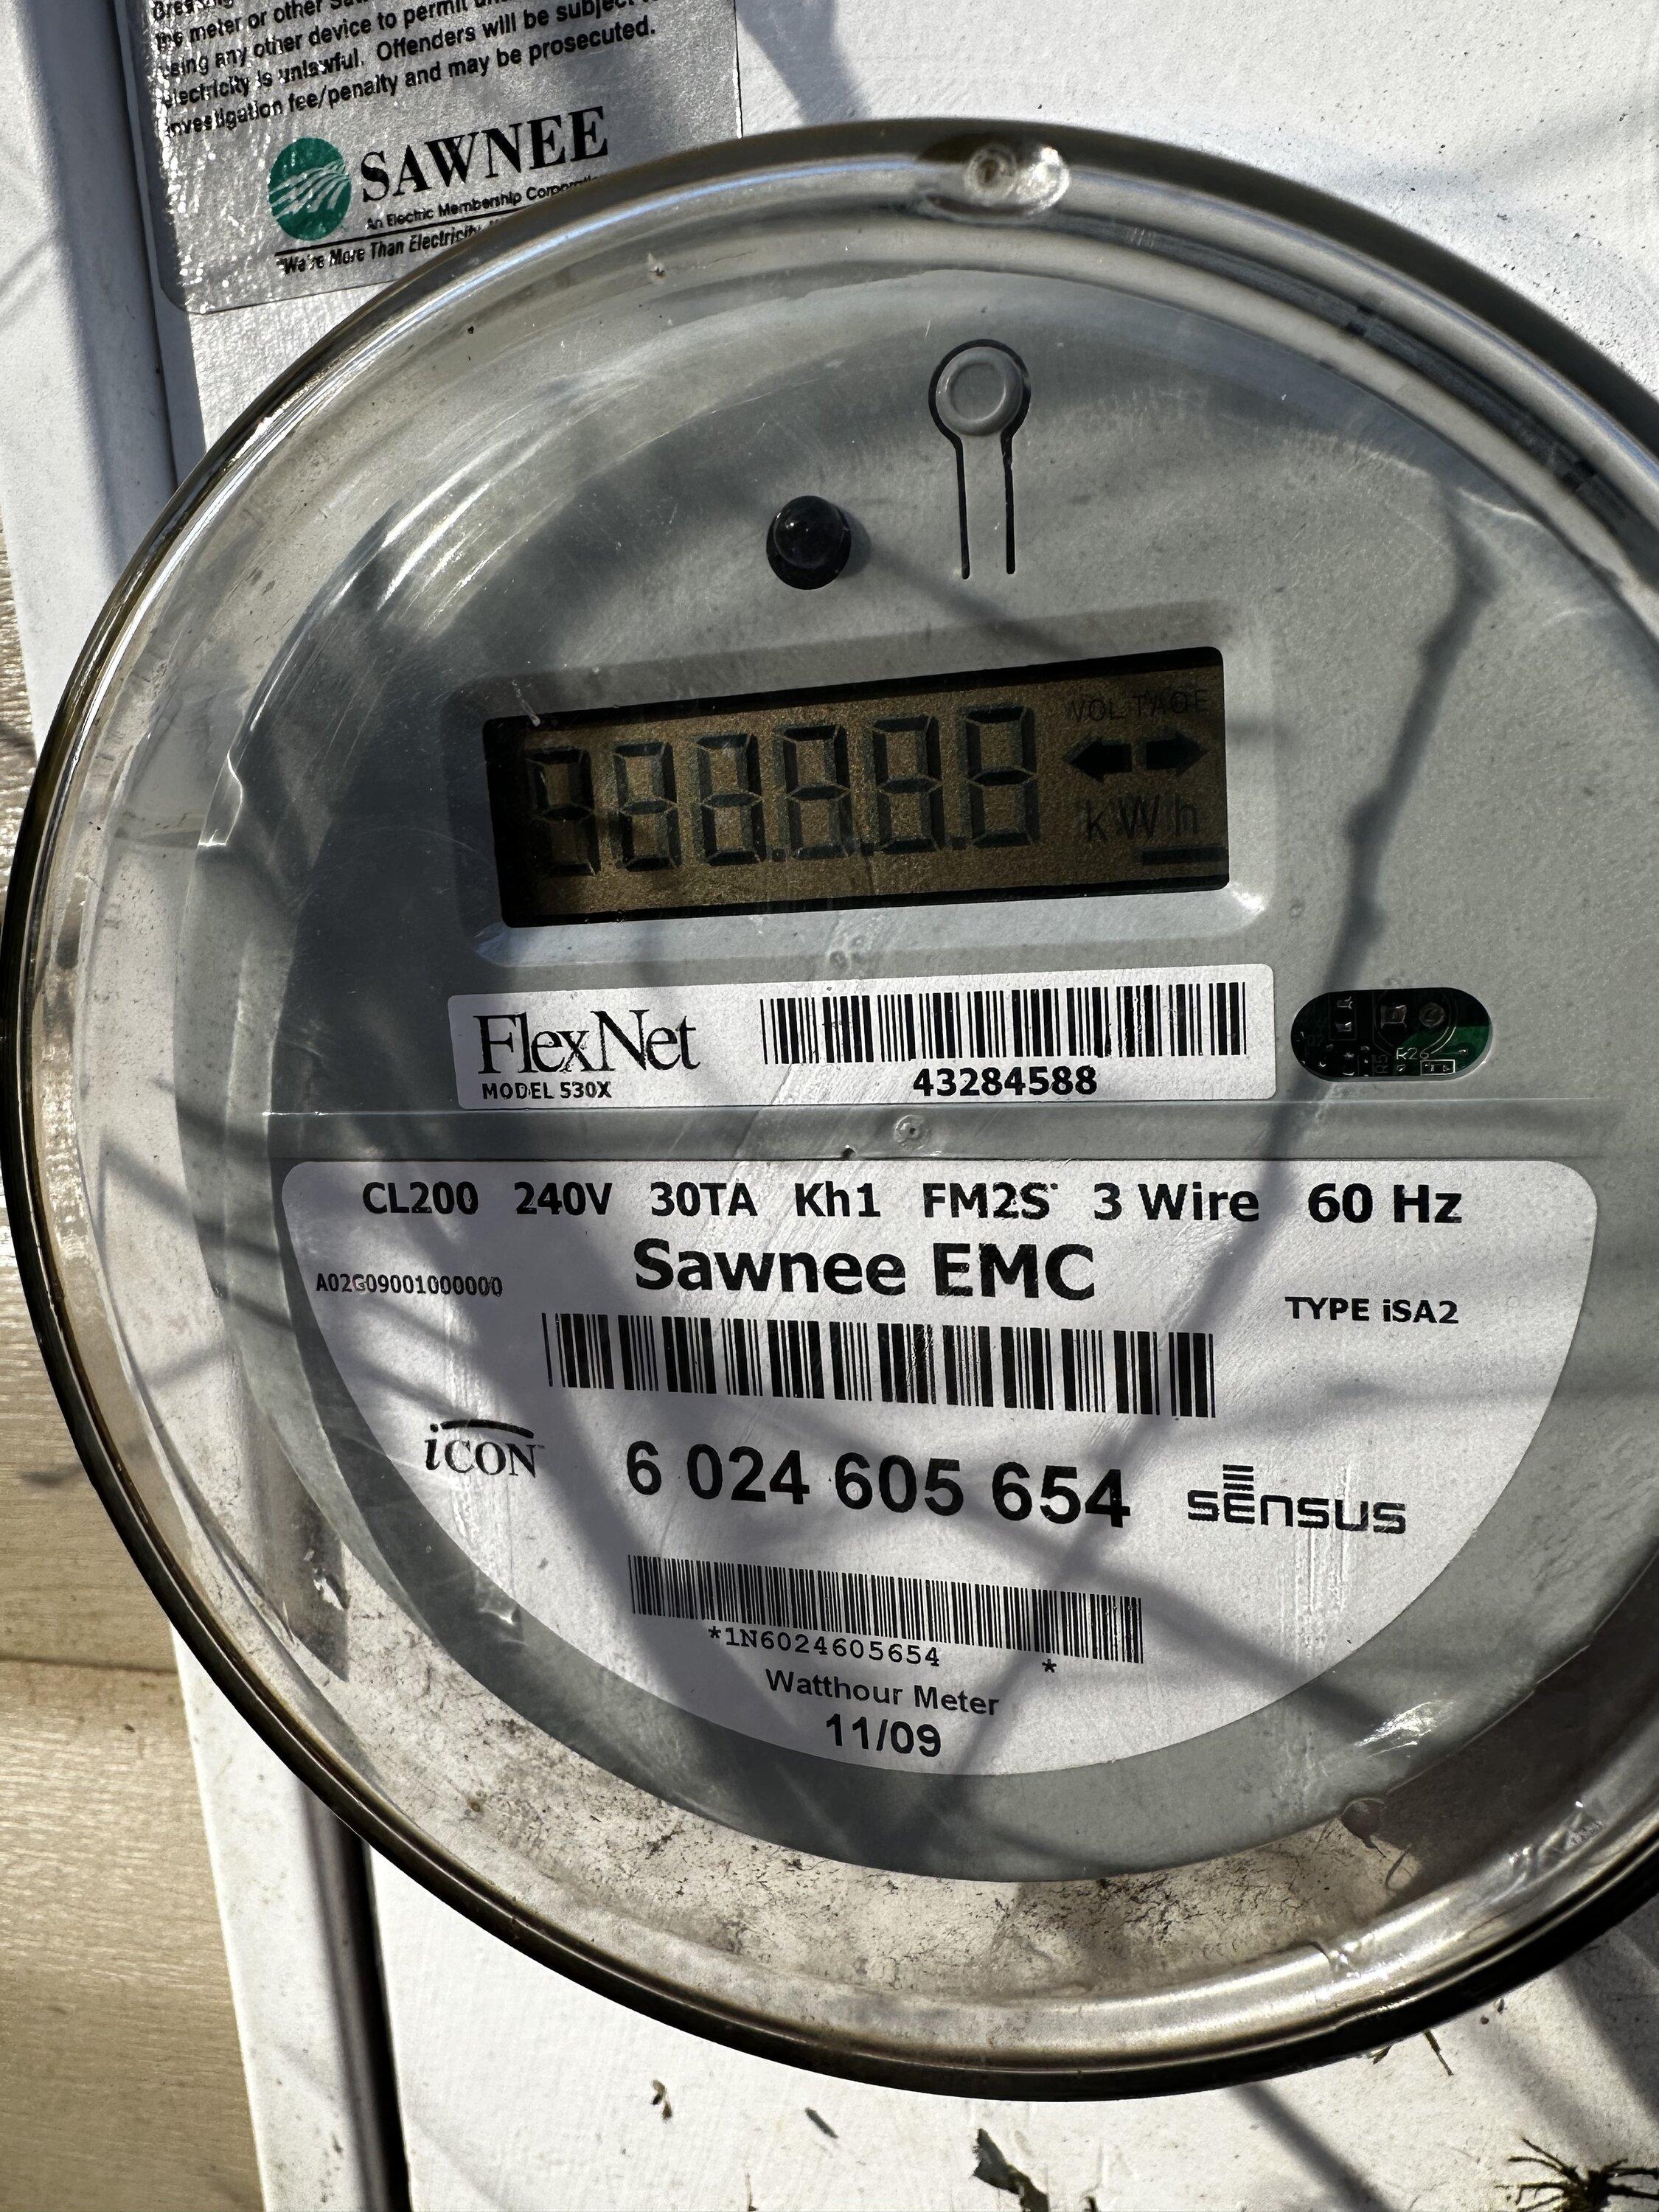 the meter or other
using any other device to permit
electricity is unlawful. Offenders will be subject
investigation fee/penalty and may be prosecuted.
SAWNEE
An Electric Membership
"We're More Than Electricity
VOLTAGE
888888
kWh
FlexNet
MODEL 530X
43284588
R26
CL200 240V 30TA Kh1 FM2S 3 Wire 60 Hz
Sawnee EMC
A02G09001000000
TYPE iSA2
iCON
6 024 605 654
sensus
*1N6024605654 *
Watthour Meter
11/09